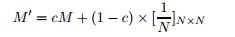 M′ = cM + (1 − c) × [1/N]_{N×N}